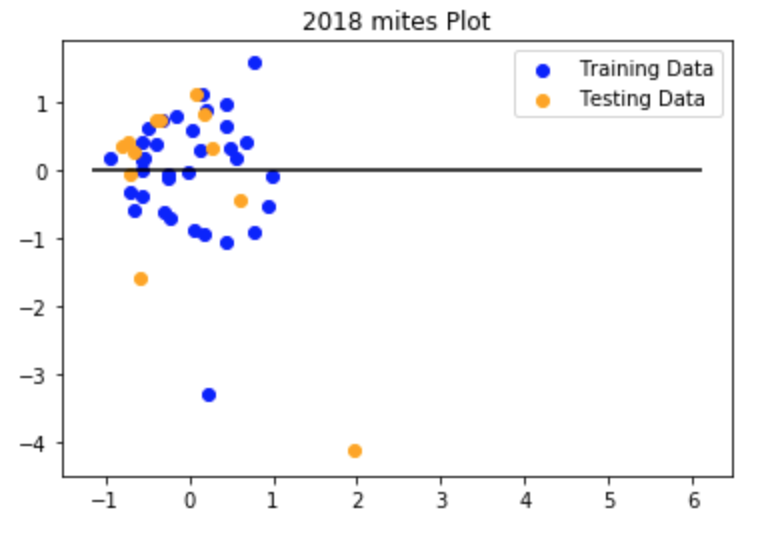 2018 mites Plot
Training Data
Testing Data
1
0
−1
−2
−3
−4
−1 0 1 2 3 4 5 6